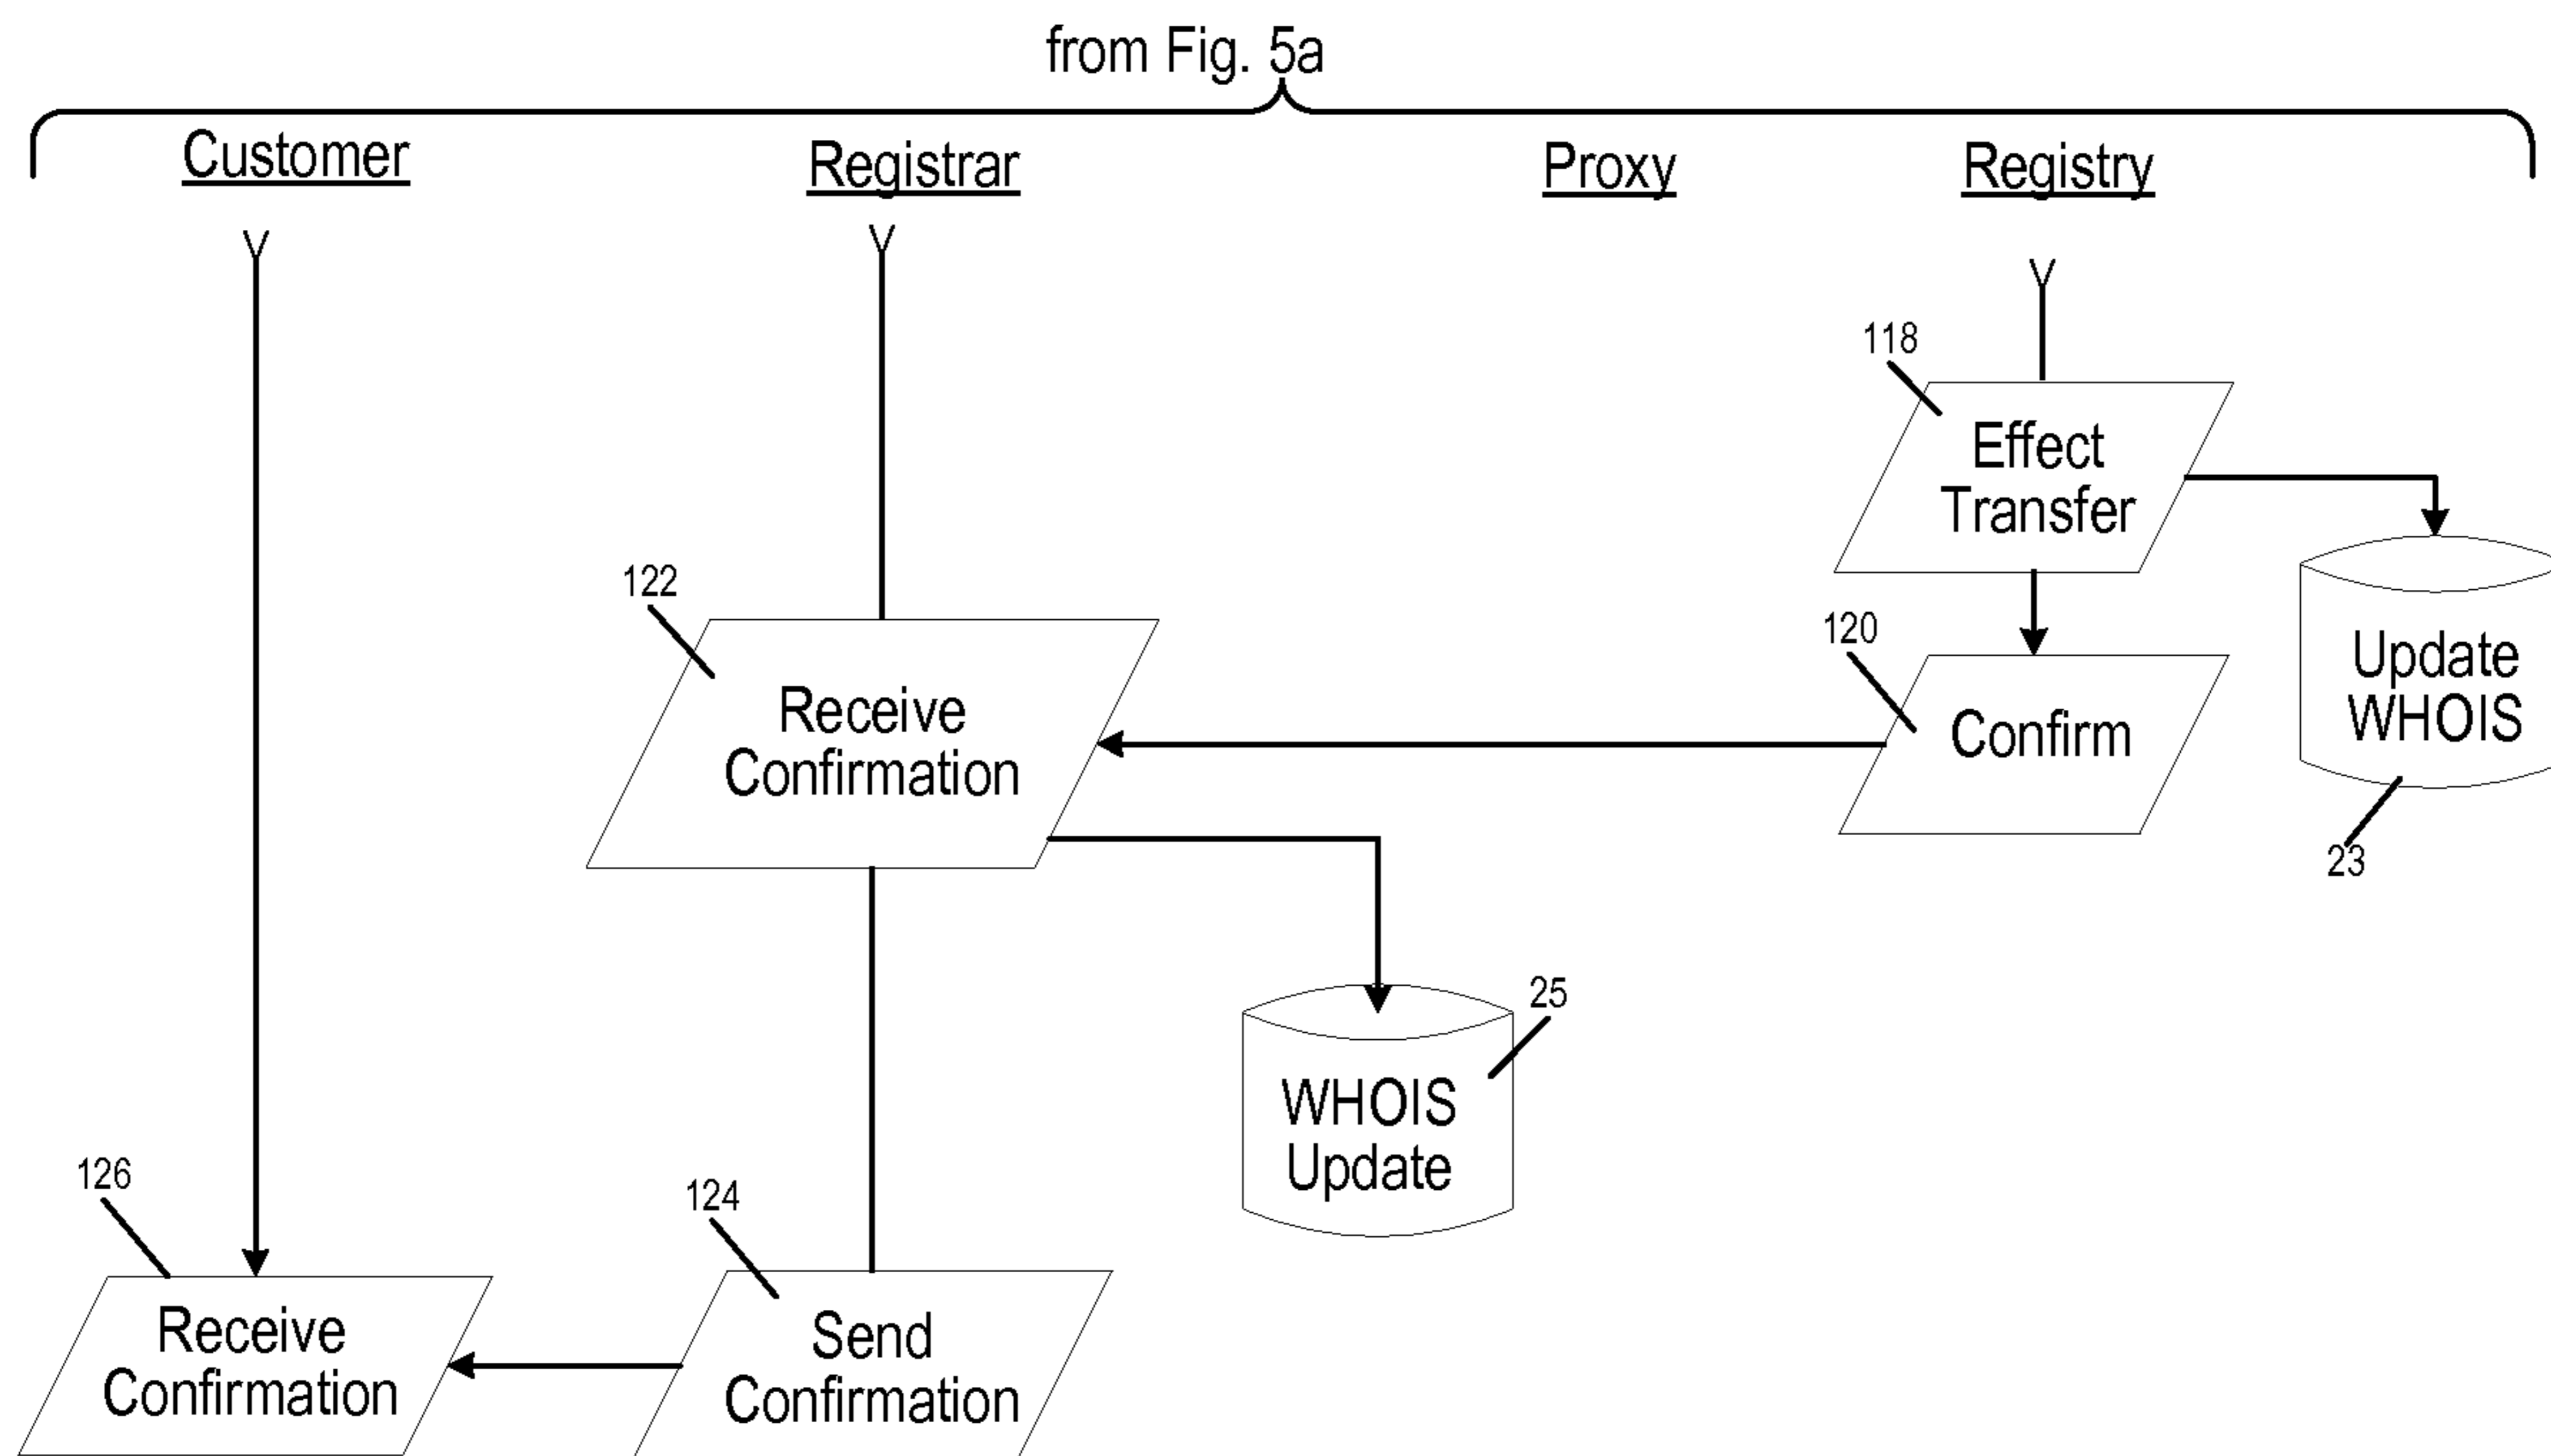 from Fig. 5a
Customer
Registrar
Proxy
Registry
118
Effect
Transfer
122
120
Update
WHOIS
Receive
Confirmation
Confirm
23
25
WHOIS
Update
126
124
Receive
Confirmation
Send
Confirmation